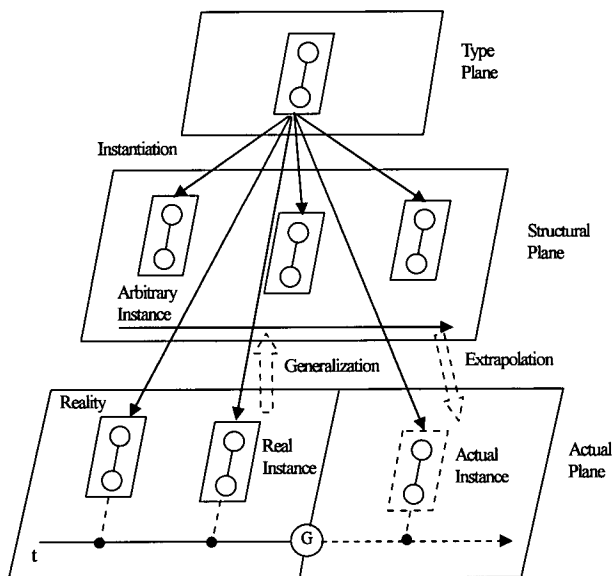 Type
Plane
Instantiation
Structural
Plane
Arbitrary
Instance
Generalization
Extrapolation
Reality
Real
Instance
Actual
Instance
Actual
Plane
G
t